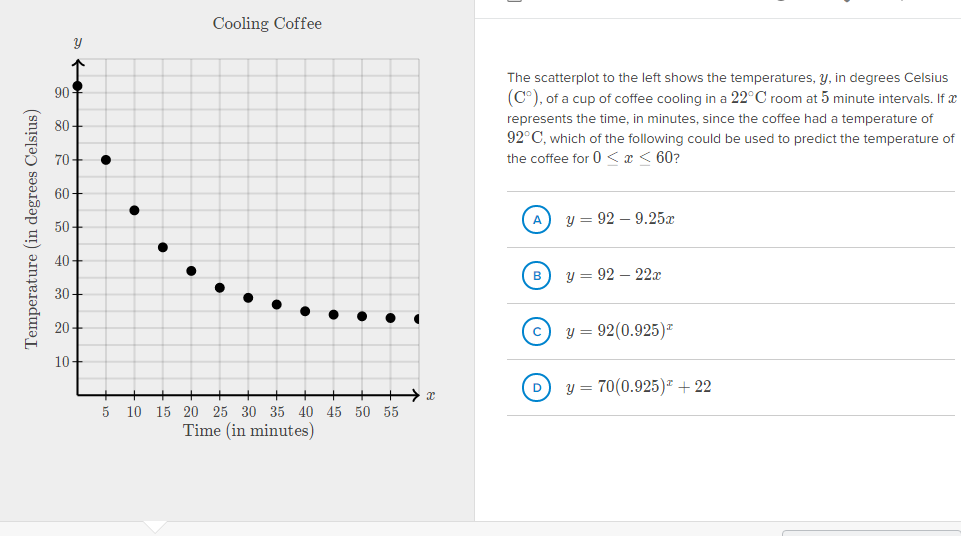 Cooling Coffee
y
90
80
70
60
50
40
30
20
10
Temperature (in degrees Celsius)
x
5 10 15 20 25 30 35 40 45 50 55
Time (in minutes)
The scatterplot to the left shows the temperatures, y, in degrees Celsius
(C°), of a cup of coffee cooling in a 22°C room at 5 minute intervals. If x
represents the time, in minutes, since the coffee had a temperature of
92°C, which of the following could be used to predict the temperature of
the coffee for 0 ≤ x ≤ 60?
A y = 92 − 9.25x
B y = 92 − 22x
C y = 92(0.925)ˣ
D y = 70(0.925)ˣ + 22